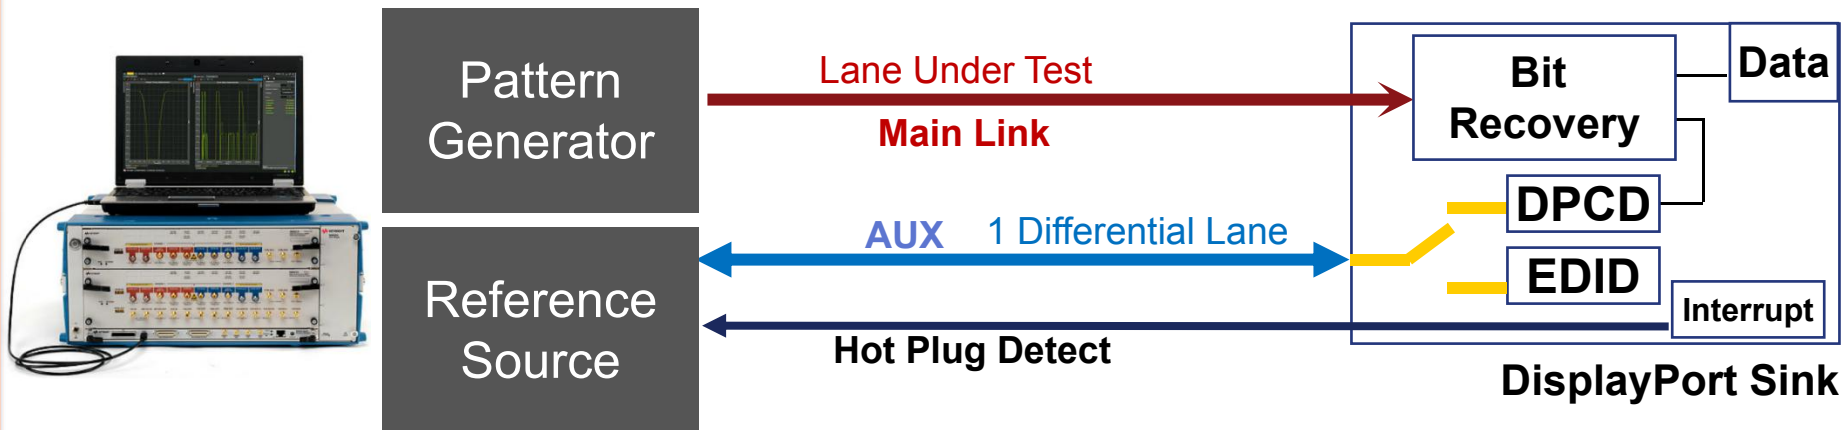 Pattern
Generator
Lane Under Test
Main Link
Bit
Recovery
Data
DPCD
AUX
1 Differential Lane
EDID
Reference
Source
Interrupt
Hot Plug Detect
DisplayPort Sink